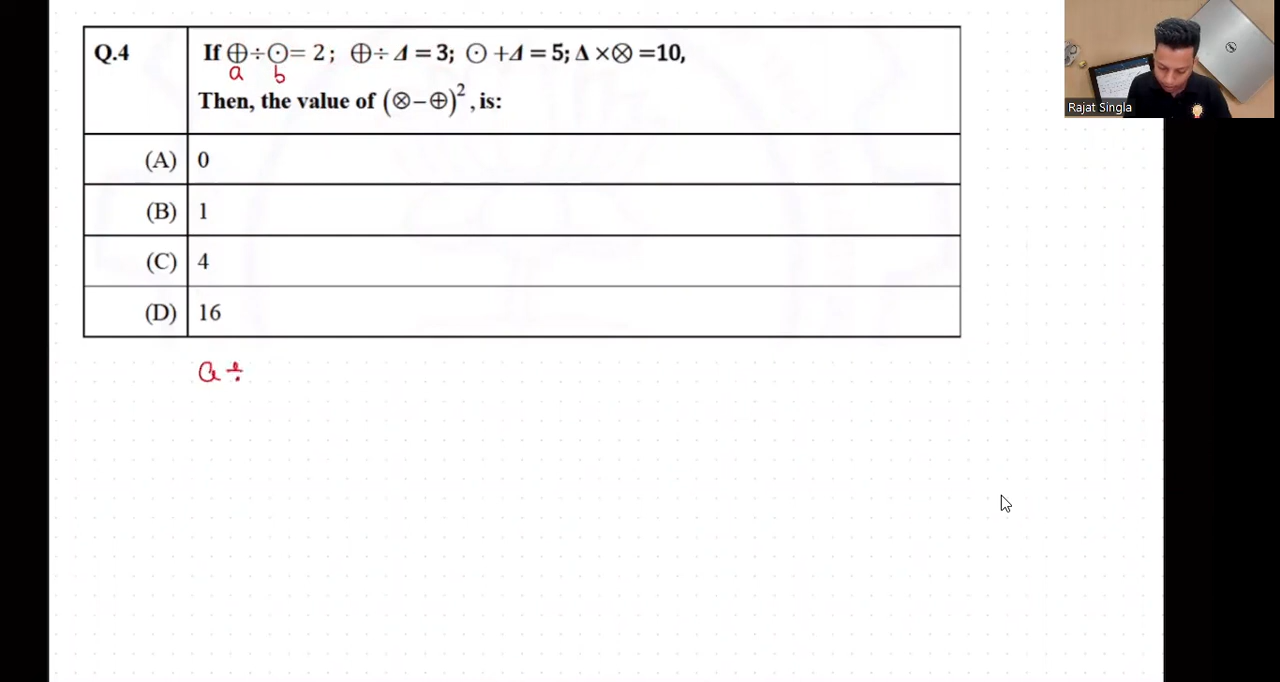 Q.4 If ⊕÷⊙= 2 ; ⊕÷ Δ = 3; ⊙ +Δ = 5; Δ ×⊗ =10,
a b
Then, the value of (⊗−⊕)², is:
(A) 0
(B) 1
(C) 4
(D) 16
a ÷
Rajat Singla